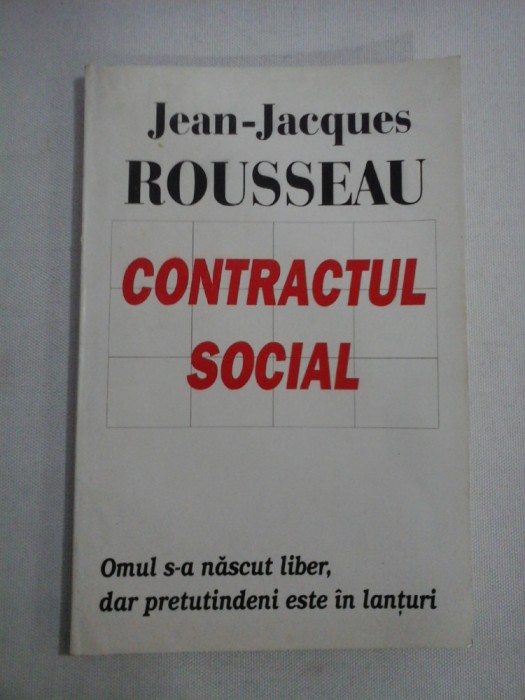 Jean-Jacques
ROUSSEAU
CONTRACTUL
SOCIAL
Omul s-a născut liber,
dar pretutindeni este în lanțuri